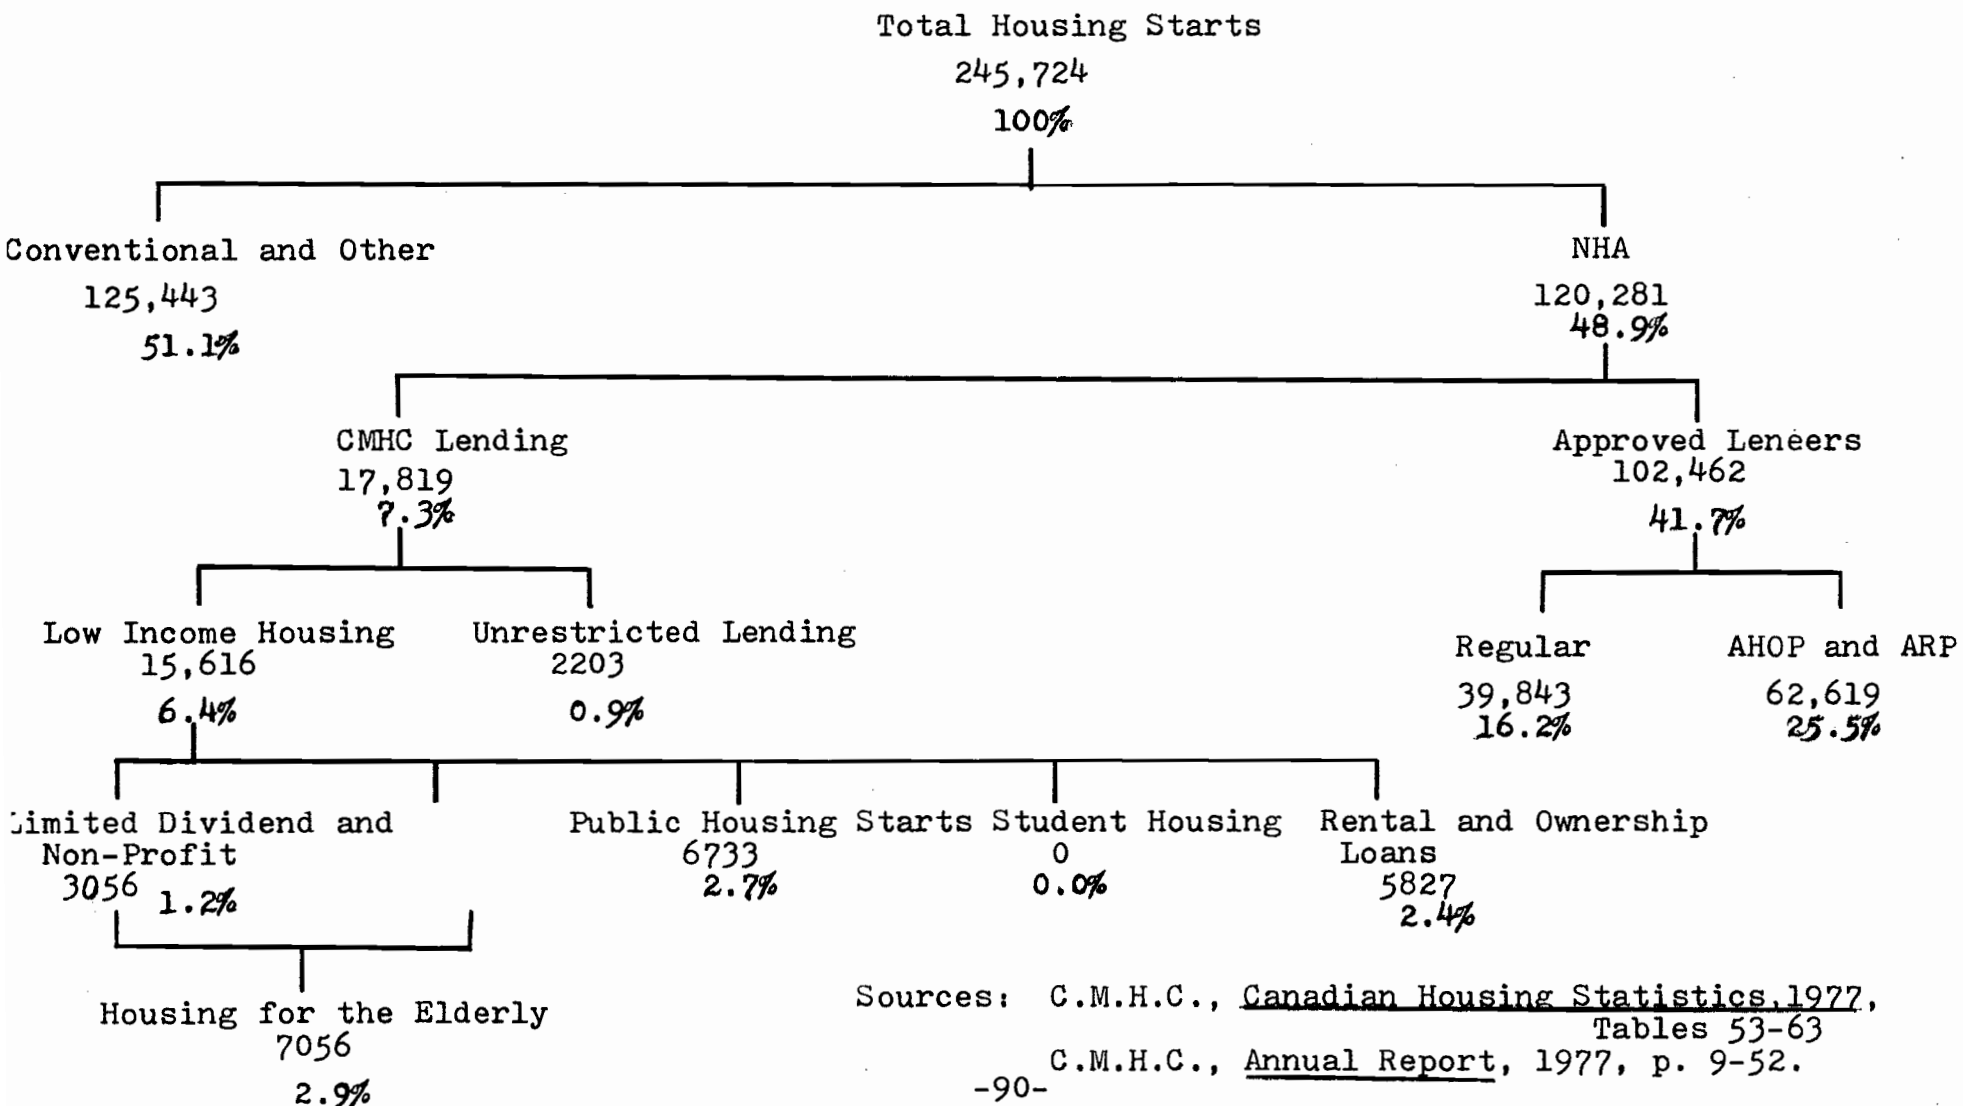 Total Housing Starts
245,724
100%
Conventional and Other
125,443
51.1%
NHA
120,281
48.9%
CMHC Lending
17,819
7.3%
Approved Leneers
102,462
41.7%
Low Income Housing
15,616
6.4%
Unrestricted Lending
2203
0.9%
Regular
39,843
16.2%
AHOP and ARP
62,619
25.5%
Limited Dividend and
Non-Profit
3056
1.2%
Public Housing Starts
6733
2.7%
Student Housing
0
0.0%
Rental and Ownership
Loans
5827
2.4%
Housing for the Elderly
7056
2.9%
Sources: C.M.H.C., Canadian Housing Statistics,1977,
Tables 53-63
C.M.H.C., Annual Report, 1977, p. 9-52.
-90-